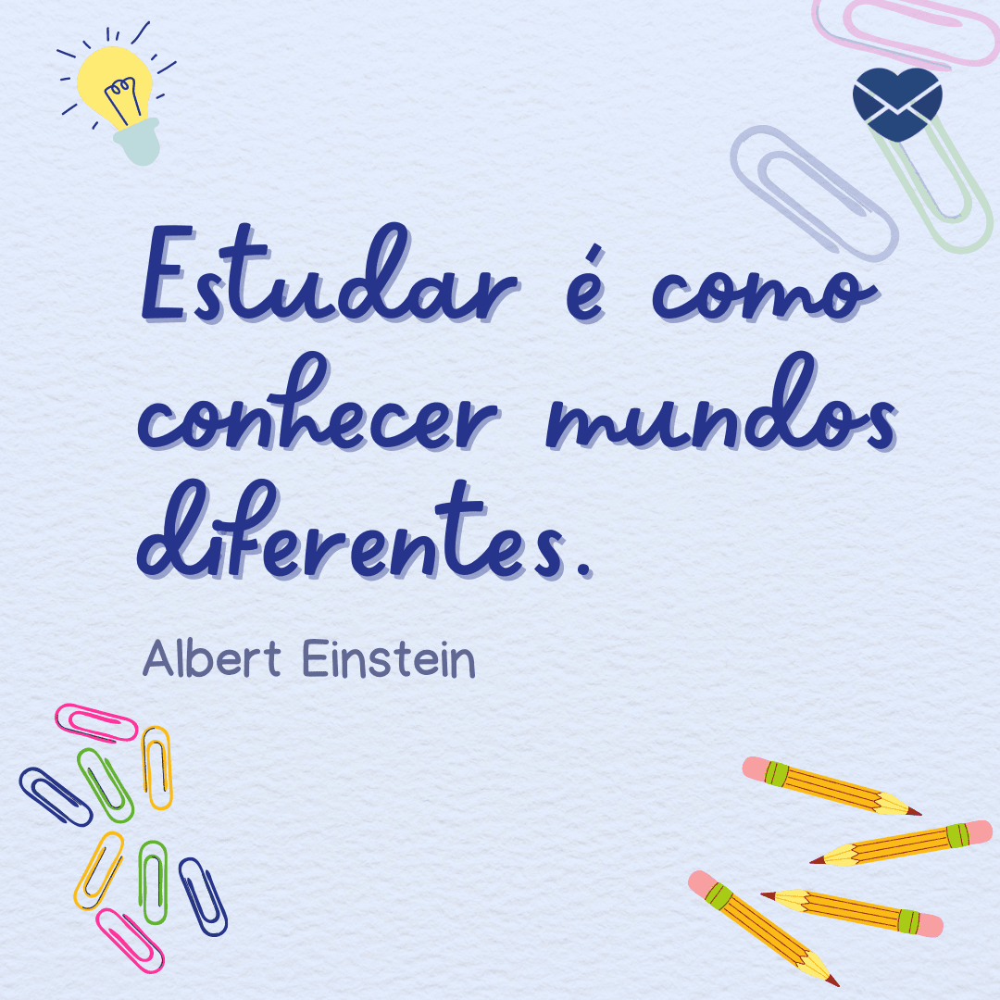 Estudar é como
conhecer mundos
diferentes.
Albert Einstein